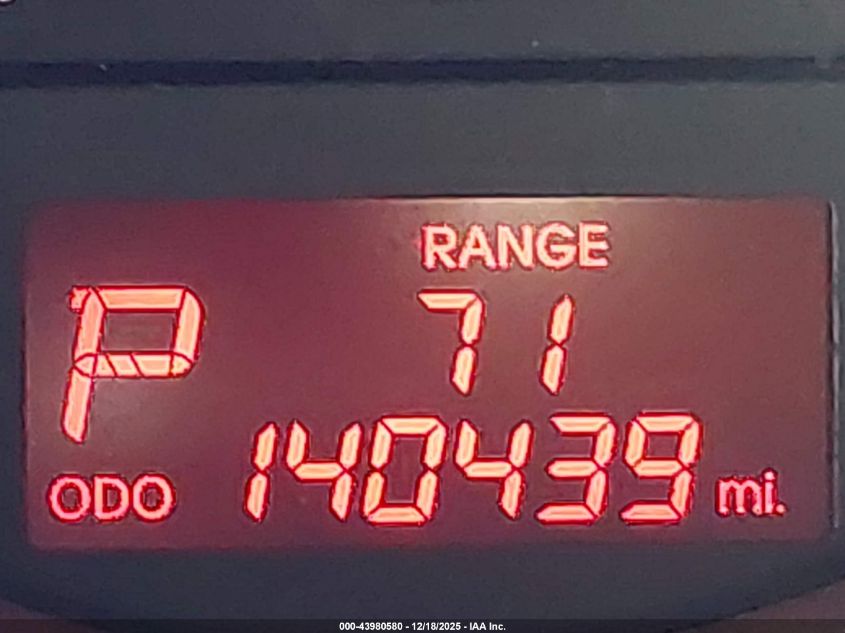 RANGE
P 71
ODO 140439 mi.
000-43980580 - 12/18/2025 - IAA Inc.